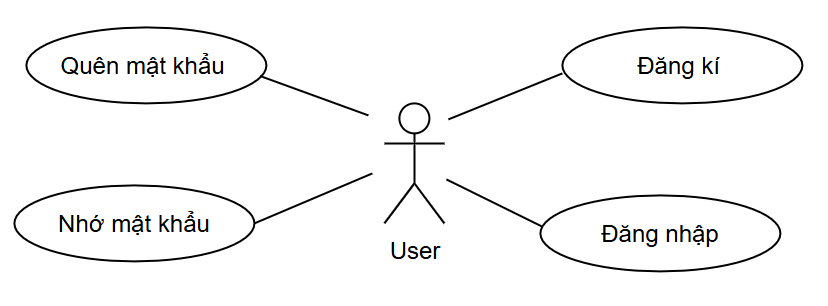 Quên mật khẩu
Đăng kí
Nhớ mật khẩu
Đăng nhập
User